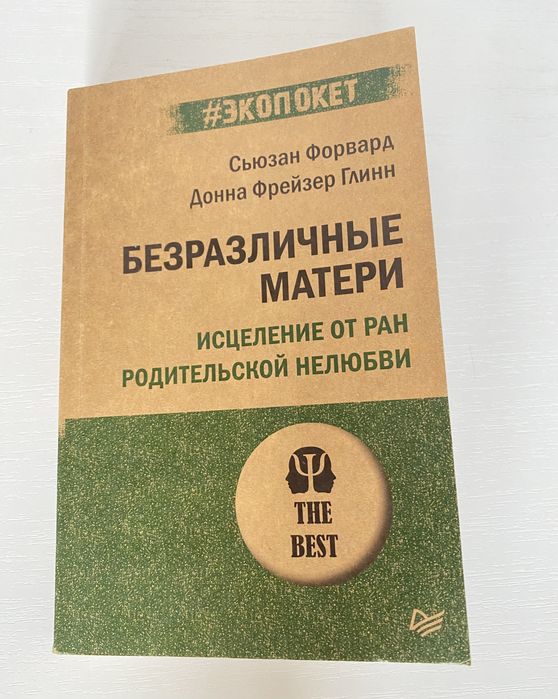 #ЭКОПОКЕТ
Сьюзан Форвард
Донна Фрейзер Глинн
БЕЗРАЗЛИЧНЫЕ
МАТЕРИ
ИСЦЕЛЕНИЕ ОТ РАН
РОДИТЕЛЬСКОЙ НЕЛЮБВИ
Ψ
THE
BEST